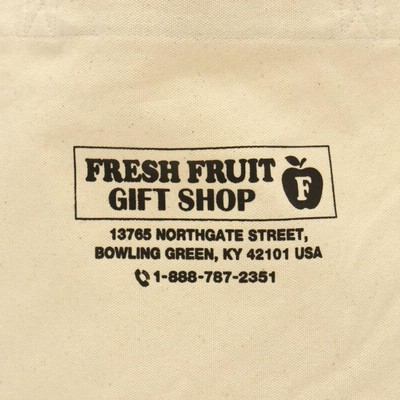 FRESH FRUIT
GIFT SHOP
F
13765 NORTHGATE STREET,
BOWLING GREEN, KY 42101 USA
1-888-787-2351